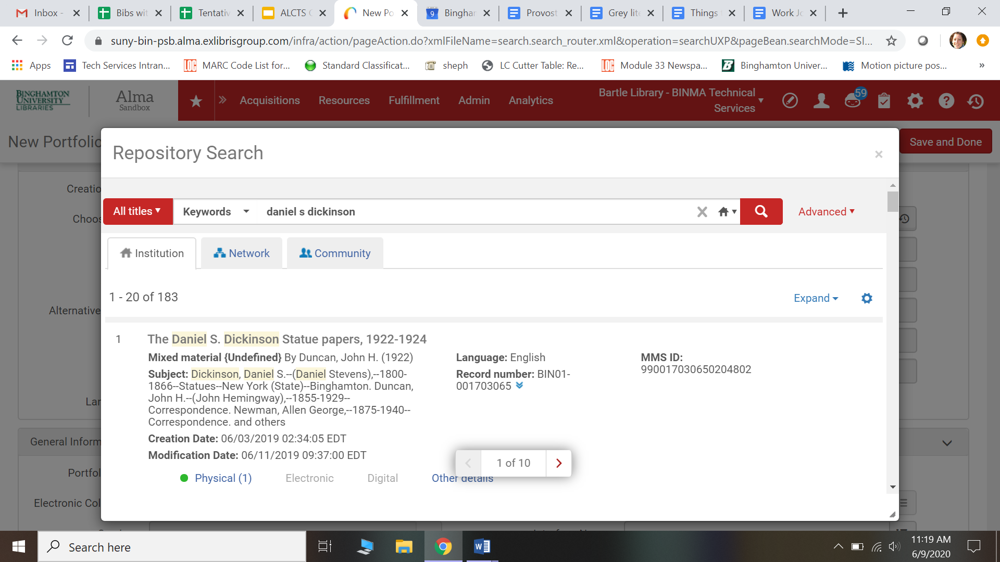 Inbox -
Bibs wit
Tentativ
ALCTS C
New Po
9
Binghar
Provost
Grey lite
Things
Work Jo
suny-bin-psb.alma.exlibrisgroup.com/infra/action/pageAction.do?xmlFileName=search.search_router.xml&operation=searchUXP&pageBean.searchMode=SI...
Apps
Tech Services Intran...
MARC Code List for...
Standard Classificat...
sheph
LC Cutter Table: Re...
Module 33 Newspa...
Binghamton Univer...
Motion picture pos...
»
BINGHAMTON
UNIVERSITY
LIBRARIES
Alma
Sandbox
Acquisitions
Resources
Fulfillment
Admin
Analytics
Bartle Library - BINMA Technical
Services
59
New Portfolio
Save and Done
Repository Search
×
Creatio
Choos
Alternative
Lar
General Inform
Portfol
Electronic Col
All titles
Keywords
daniel s dickinson
Advanced
Institution
Network
Community
1 - 20 of 183
Expand
1
The Daniel S. Dickinson Statue papers, 1922-1924
Mixed material {Undefined} By Duncan, John H. (1922)
Subject: Dickinson, Daniel S.--(Daniel Stevens),--1800-
1866--Statues--New York (State)--Binghamton. Duncan,
John H.--(John Hemingway),--1855-1929--
Correspondence. Newman, Allen George,--1875-1940--
Correspondence. and others
Creation Date: 06/03/2019 02:34:05 EDT
Modification Date: 06/11/2019 09:37:00 EDT
Language: English
Record number: BIN01-
001703065
MMS ID:
990017030650204802
Physical (1)
Electronic
Digital
Other details
1 of 10
Search here
11:19 AM
6/9/2020